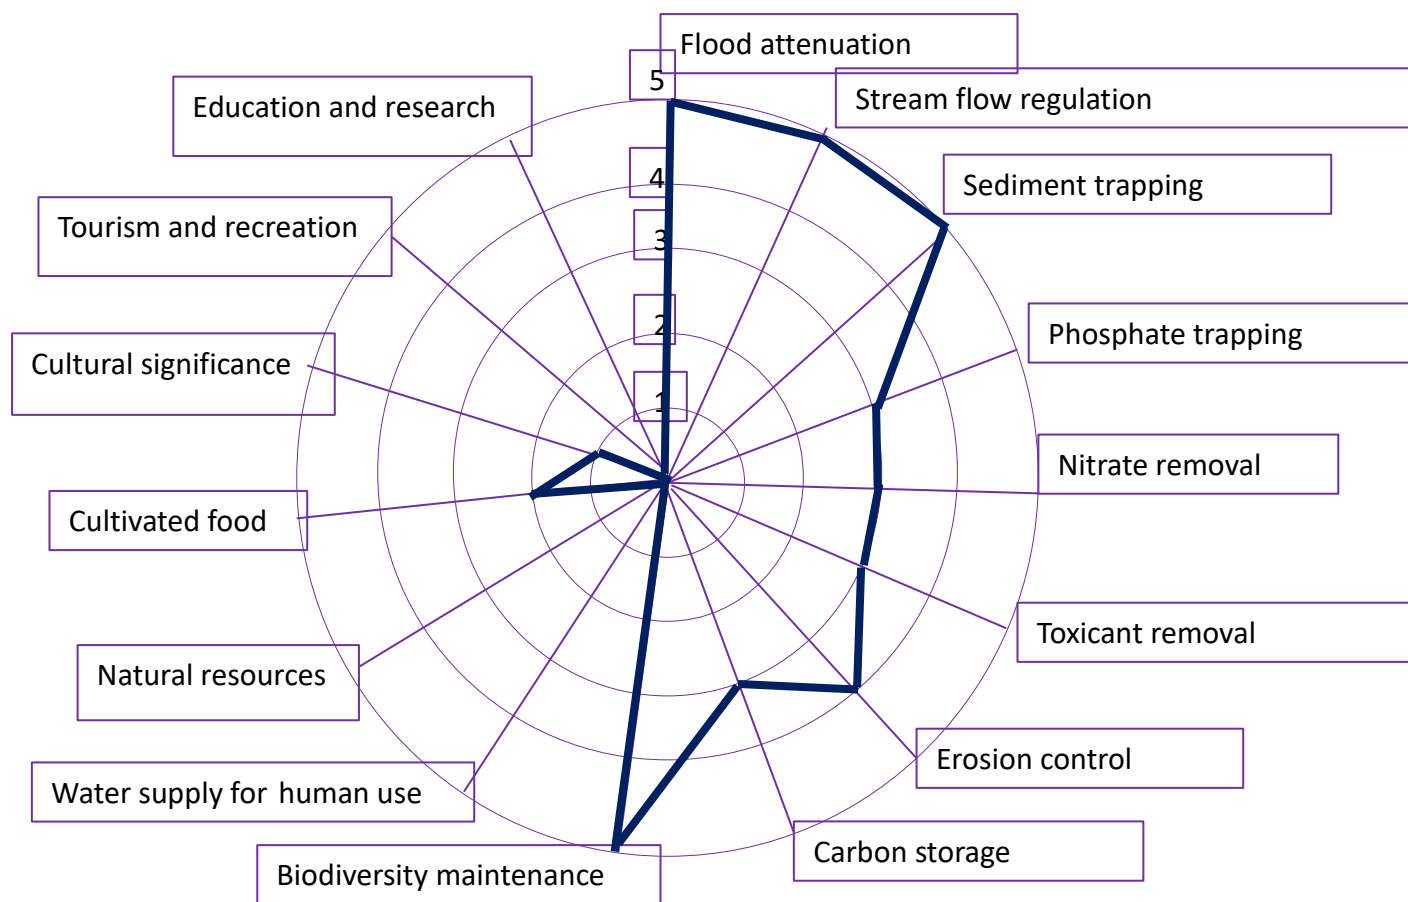 Flood attenuation
5
Stream flow regulation
Education and research
4
Sediment trapping
Tourism and recreation
3
2
Phosphate trapping
Cultural significance
1
Nitrate removal
Cultivated food
Toxicant removal
Natural resources
Erosion control
Water supply for human use
Carbon storage
Biodiversity maintenance